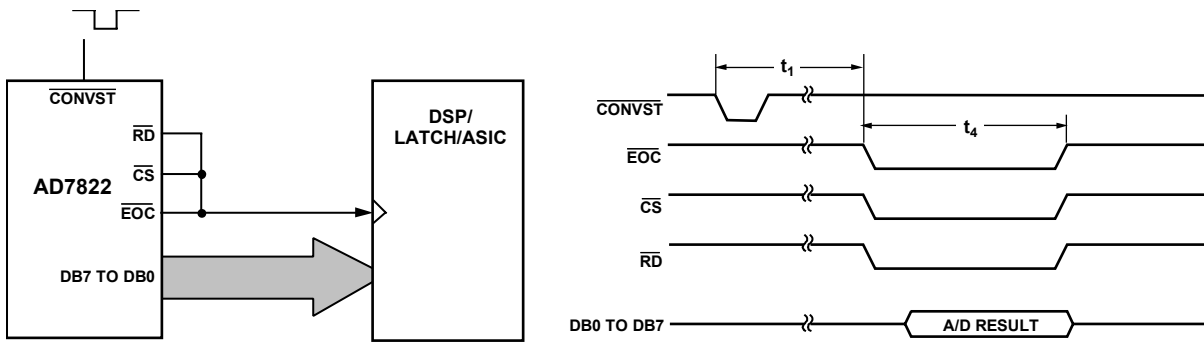 CONVST
RD
CS
EOC
AD7822
DB7 TO DB0
DSP/
LATCH/ASIC
t1
CONVST
t4
EOC
CS
RD
DB0 TO DB7
A/D RESULT